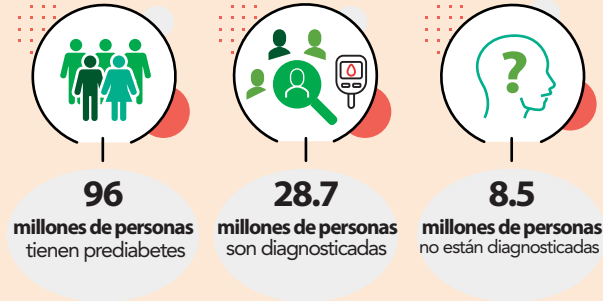 96
millones de personas
tienen prediabetes
28.7
millones de personas
son diagnosticadas
?
8.5
millones de personas
no están diagnosticadas